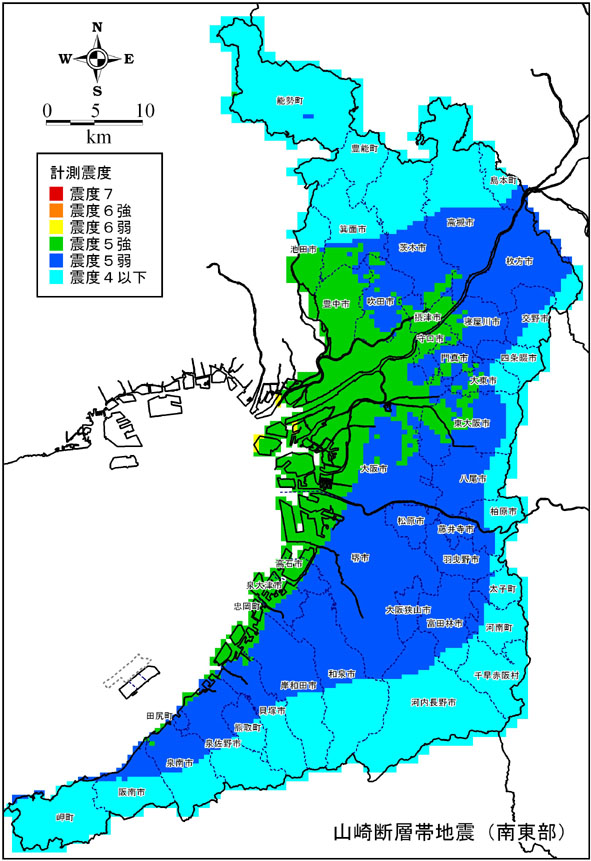 N
W E
S
0 5 10
km
計測震度
震度7
震度6強
震度6弱
震度5強
震度5弱
震度4以下
能勢町
豊能町
島本町
高槻市
箕面市
茨木市
池田市
枚方市
豊中市
吹田市
摂津市
寝屋川市
交野市
守口市
門真市
四条畷市
大東市
東大阪市
大阪市
八尾市
柏原市
松原市
藤井寺市
堺市
羽曳野市
高石市
泉大津市
太子町
忠岡町
大阪狭山市
富田林市
河南町
和泉市
千早赤阪村
岸和田市
河内長野市
貝塚市
田尻町
熊取町
泉佐野市
泉南市
阪南市
岬町
山崎断層帯地震（南東部）